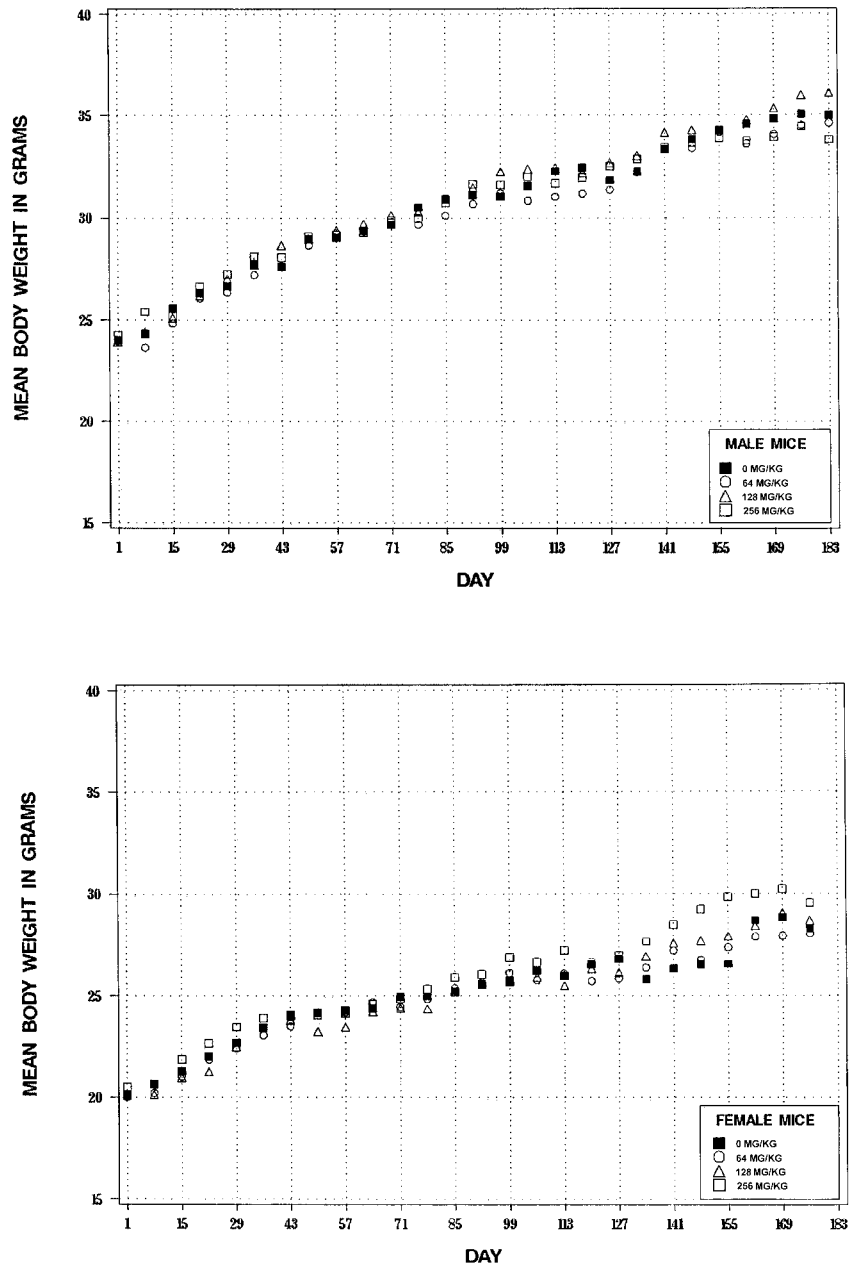 MEAN BODY WEIGHT IN GRAMS
40
35
30
25
20
15
MALE MICE
0 MG/KG
64 MG/KG
128 MG/KG
256 MG/KG
1 15 29 43 57 71 85 99 113 127 141 155 169 183
DAY
MEAN BODY WEIGHT IN GRAMS
40
35
30
25
20
15
FEMALE MICE
0 MG/KG
64 MG/KG
128 MG/KG
256 MG/KG
1 15 29 43 57 71 85 99 113 127 141 155 169 183
DAY